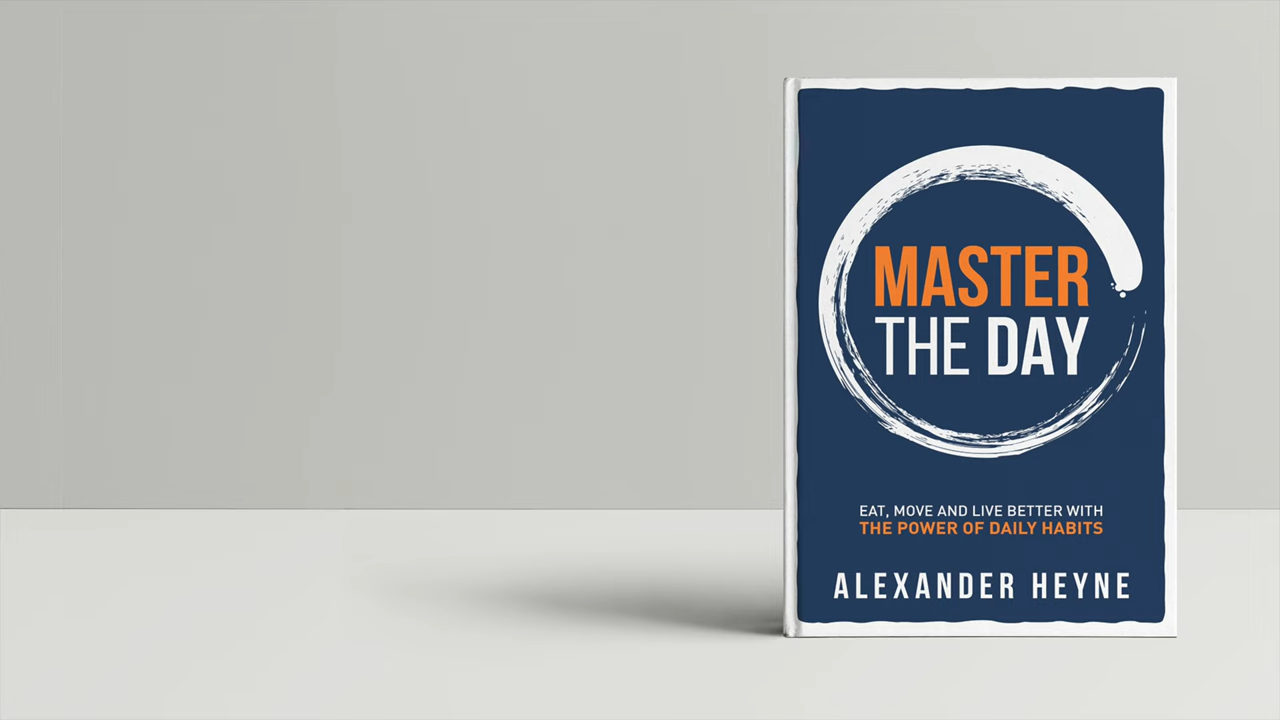 MASTER
THE DAY
EAT, MOVE AND LIVE BETTER WITH
THE POWER OF DAILY HABITS
ALEXANDER HEYNE